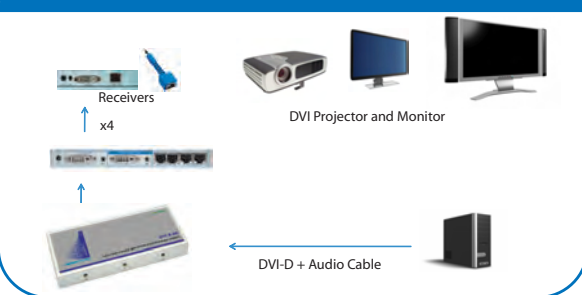 Receivers
x4
DVI Projector and Monitor
DVI-D + Audio Cable